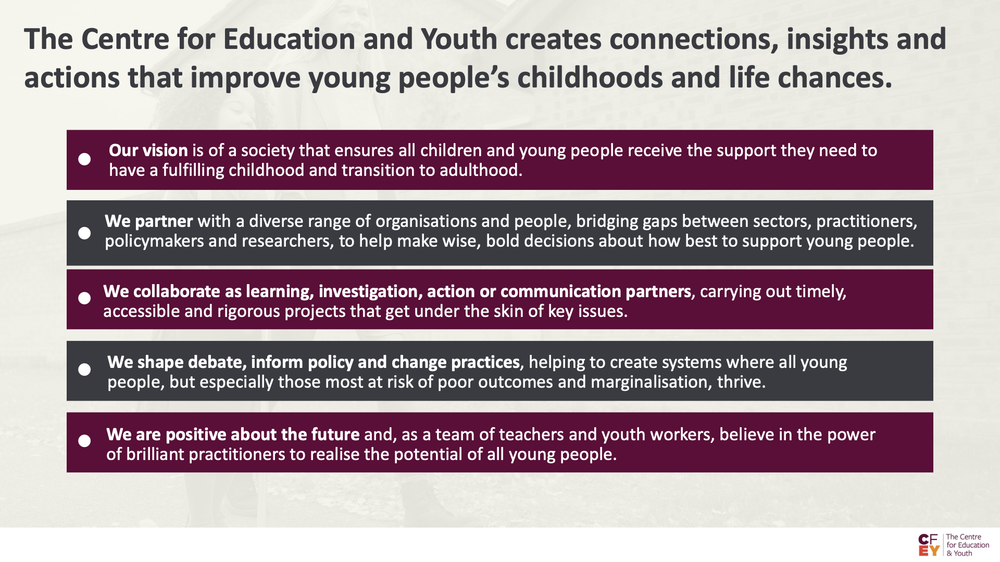 The Centre for Education and Youth creates connections, insights and
actions that improve young people’s childhoods and life chances.
Our vision is of a society that ensures all children and young people receive the support they need to
have a fulfilling childhood and transition to adulthood.
We partner with a diverse range of organisations and people, bridging gaps between sectors, practitioners,
policymakers and researchers, to help make wise, bold decisions about how best to support young people.
We collaborate as learning, investigation, action or communication partners, carrying out timely,
accessible and rigorous projects that get under the skin of key issues.
We shape debate, inform policy and change practices, helping to create systems where all young
people, but especially those most at risk of poor outcomes and marginalisation, thrive.
We are positive about the future and, as a team of teachers and youth workers, believe in the power
of brilliant practitioners to realise the potential of all young people.
CF
EY
The Centre
for Education
& Youth